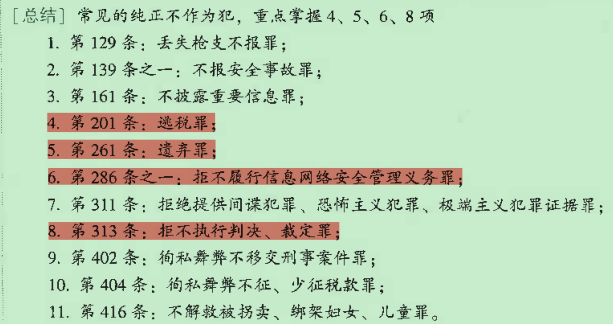 [总结] 常见的纯正不作为犯，重点掌握 4、5、6、8 项
1. 第 129 条：丢失枪支不报罪；
2. 第 139 条之一：不报安全事故罪；
3. 第 161 条：不披露重要信息罪；
4. 第 201 条：逃税罪；
5. 第 261 条：遗弃罪；
6. 第 286 条之一：拒不履行信息网络安全管理义务罪；
7. 第 311 条：拒绝提供间谍犯罪、恐怖主义犯罪、极端主义犯罪证据罪；
8. 第 313 条：拒不执行判决、裁定罪；
9. 第 402 条：徇私舞弊不移交刑事案件罪；
10. 第 404 条：徇私舞弊不征、少征税款罪；
11. 第 416 条：不解救被拐卖、绑架妇女、儿童罪。